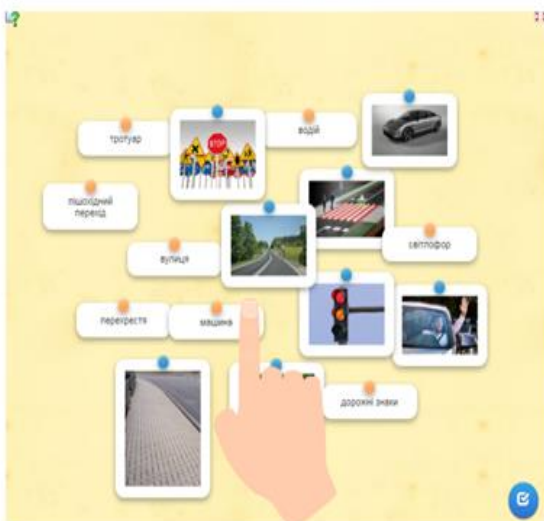 тротуар
STOP
водій
пішохідний
перехід
вулиця
світлофор
перехрестя
машина
дорожні знаки